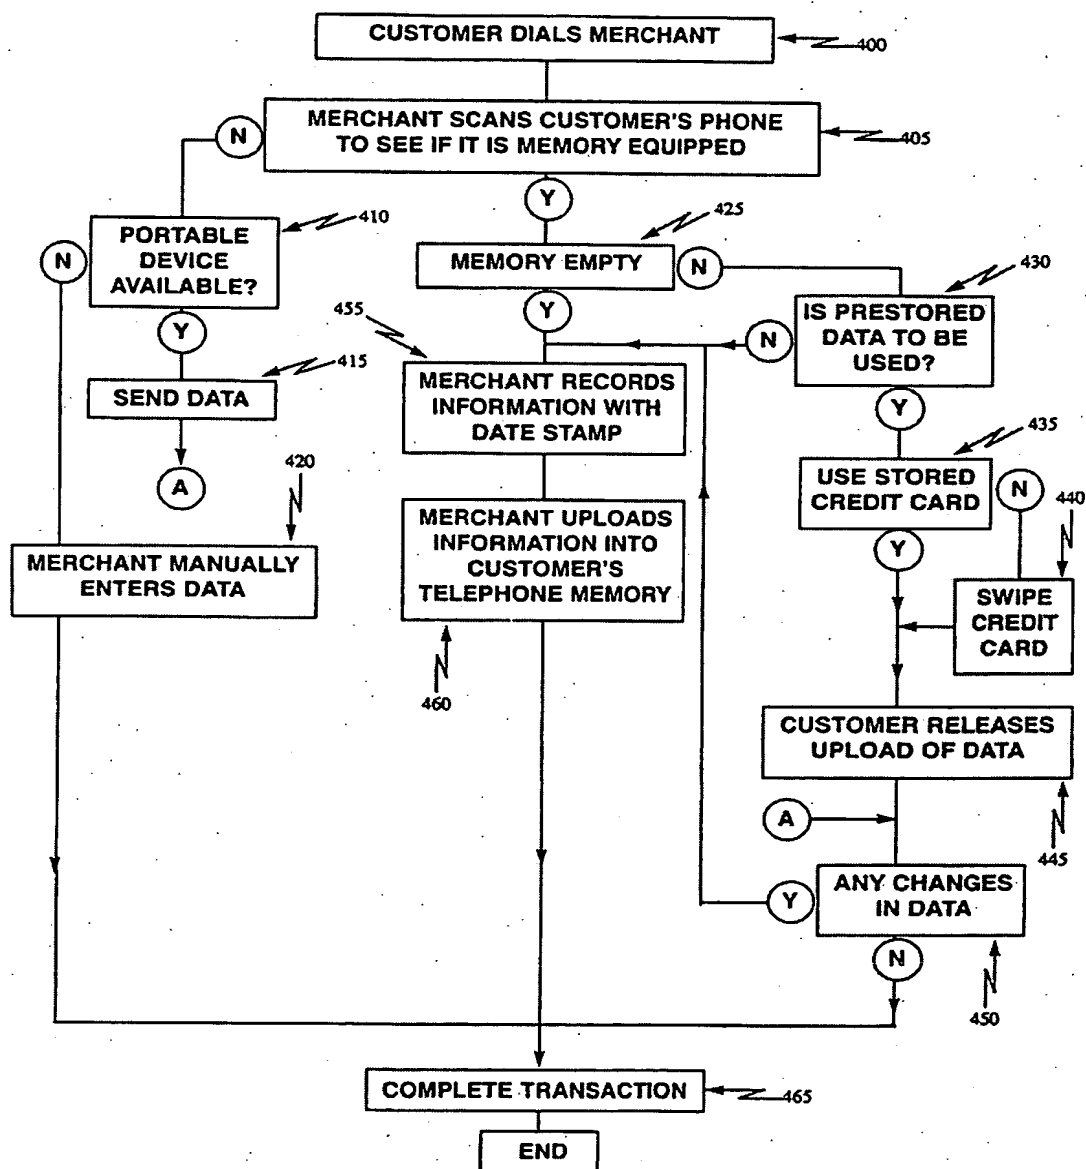 CUSTOMER DIALS MERCHANT
400
MERCHANT SCANS CUSTOMER'S PHONE
TO SEE IF IT IS MEMORY EQUIPPED
405
N
Y
410
PORTABLE
DEVICE
AVAILABLE?
N
Y
415
SEND DATA
A
420
MERCHANT MANUALLY
ENTERS DATA
425
MEMORY EMPTY
N
Y
430
IS PRESTORED
DATA TO BE
USED?
N
Y
455
MERCHANT RECORDS
INFORMATION WITH
DATE STAMP
MERCHANT UPLOADS
INFORMATION INTO
CUSTOMER'S
TELEPHONE MEMORY
460
435
USE STORED
CREDIT CARD
N
Y
440
SWIPE
CREDIT
CARD
CUSTOMER RELEASES
UPLOAD OF DATA
445
A
ANY CHANGES
IN DATA
Y
N
450
COMPLETE TRANSACTION
465
END